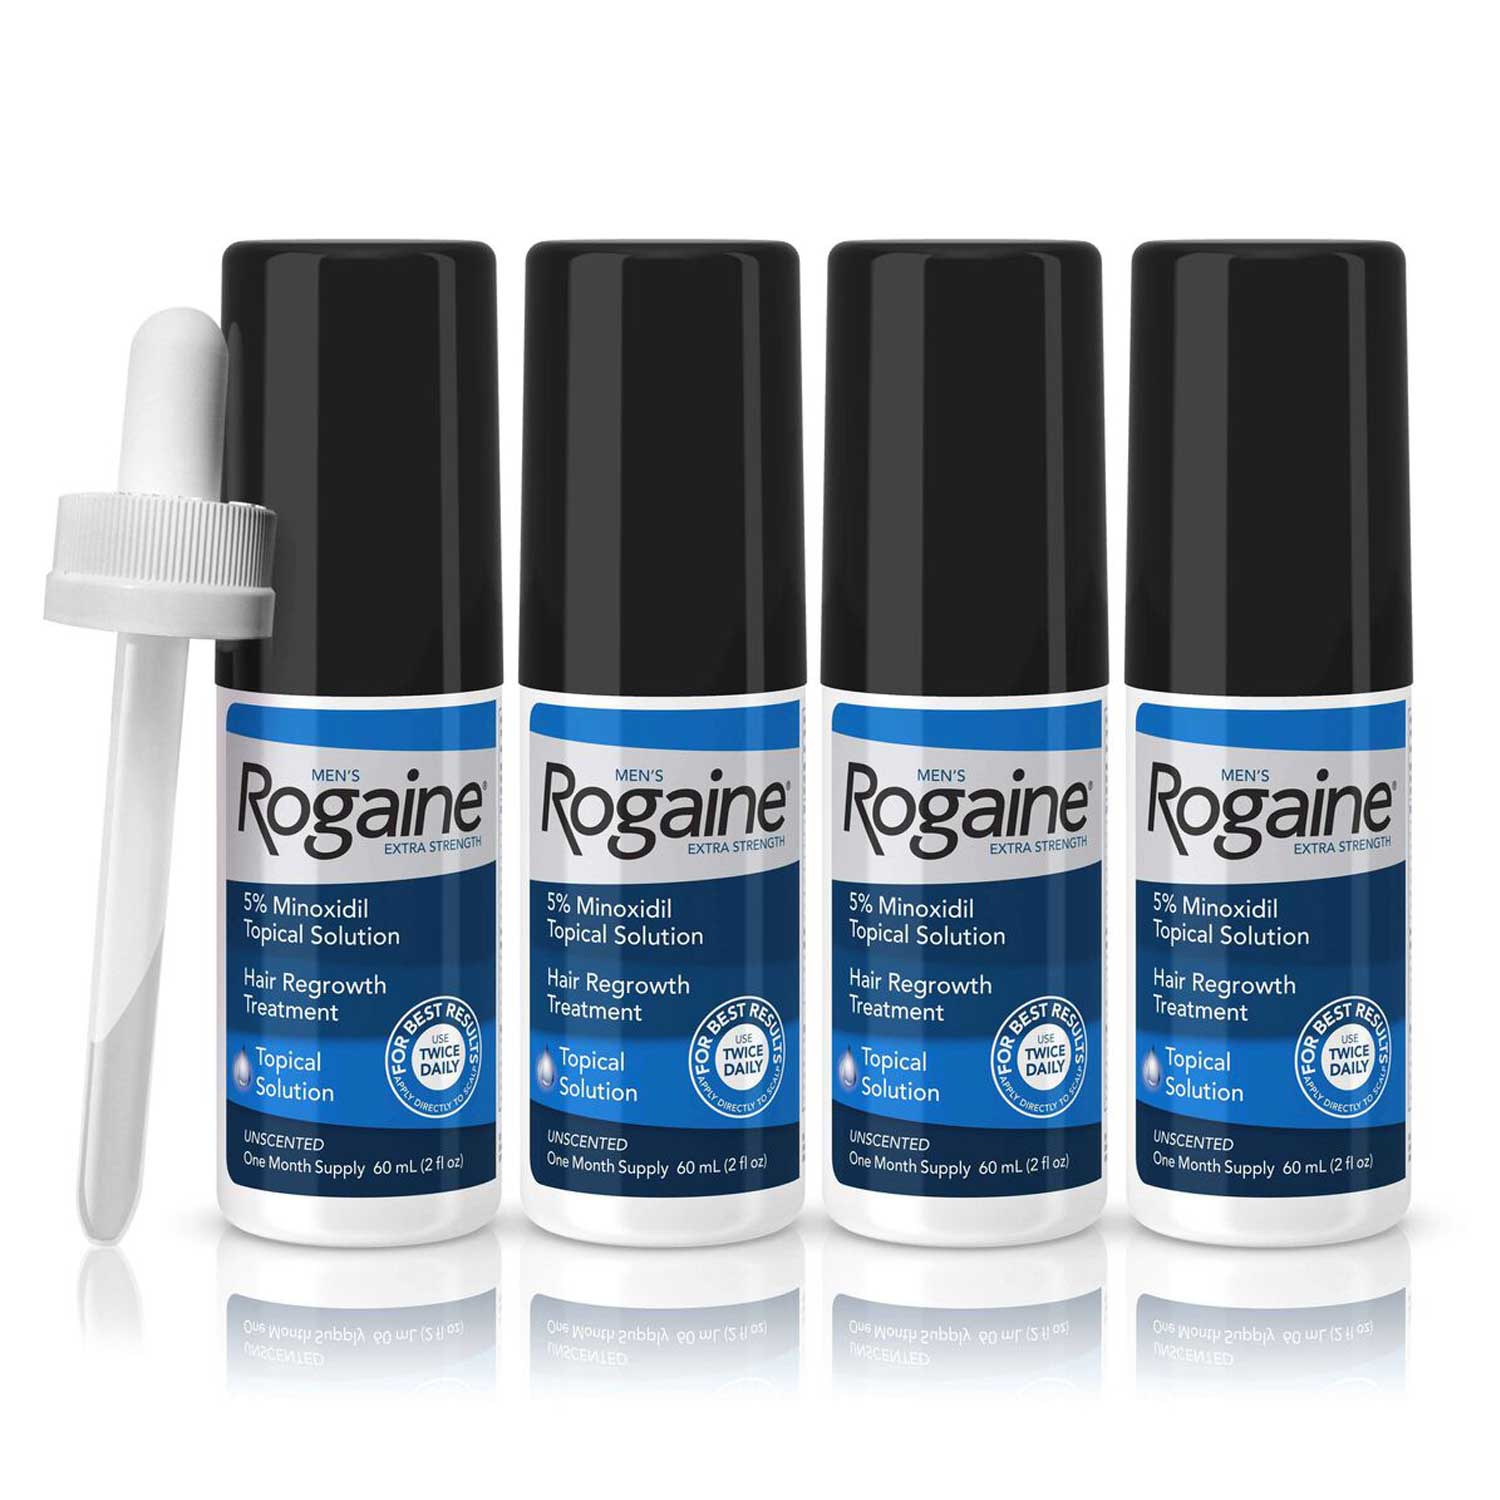 MEN'S
Rogaine®
EXTRA STRENGTH
5% Minoxidil
Topical Solution
Hair Regrowth
Treatment
FOR BEST RESULTS
USE
TWICE
DAILY
APPLY DIRECTLY TO SCALP
Topical
Solution
UNSCENTED
One Month Supply 60 mL (2 fl oz)
MEN'S
Rogaine®
EXTRA STRENGTH
5% Minoxidil
Topical Solution
Hair Regrowth
Treatment
FOR BEST RESULTS
USE
TWICE
DAILY
APPLY DIRECTLY TO SCALP
Topical
Solution
UNSCENTED
One Month Supply 60 mL (2 fl oz)
MEN'S
Rogaine®
EXTRA STRENGTH
5% Minoxidil
Topical Solution
Hair Regrowth
Treatment
FOR BEST RESULTS
USE
TWICE
DAILY
APPLY DIRECTLY TO SCALP
Topical
Solution
UNSCENTED
One Month Supply 60 mL (2 fl oz)
MEN'S
Rogaine®
EXTRA STRENGTH
5% Minoxidil
Topical Solution
Hair Regrowth
Treatment
FOR BEST RESULTS
USE
TWICE
DAILY
APPLY DIRECTLY TO SCALP
Topical
Solution
UNSCENTED
One Month Supply 60 mL (2 fl oz)